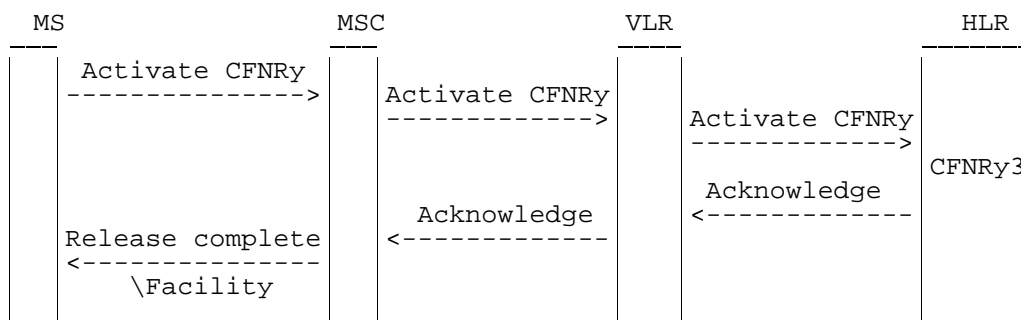 MS MSC VLR HLR
Activate CFNRy
Activate CFNRy
Activate CFNRy
CFNRy3
Acknowledge
Acknowledge
Release complete
\Facility